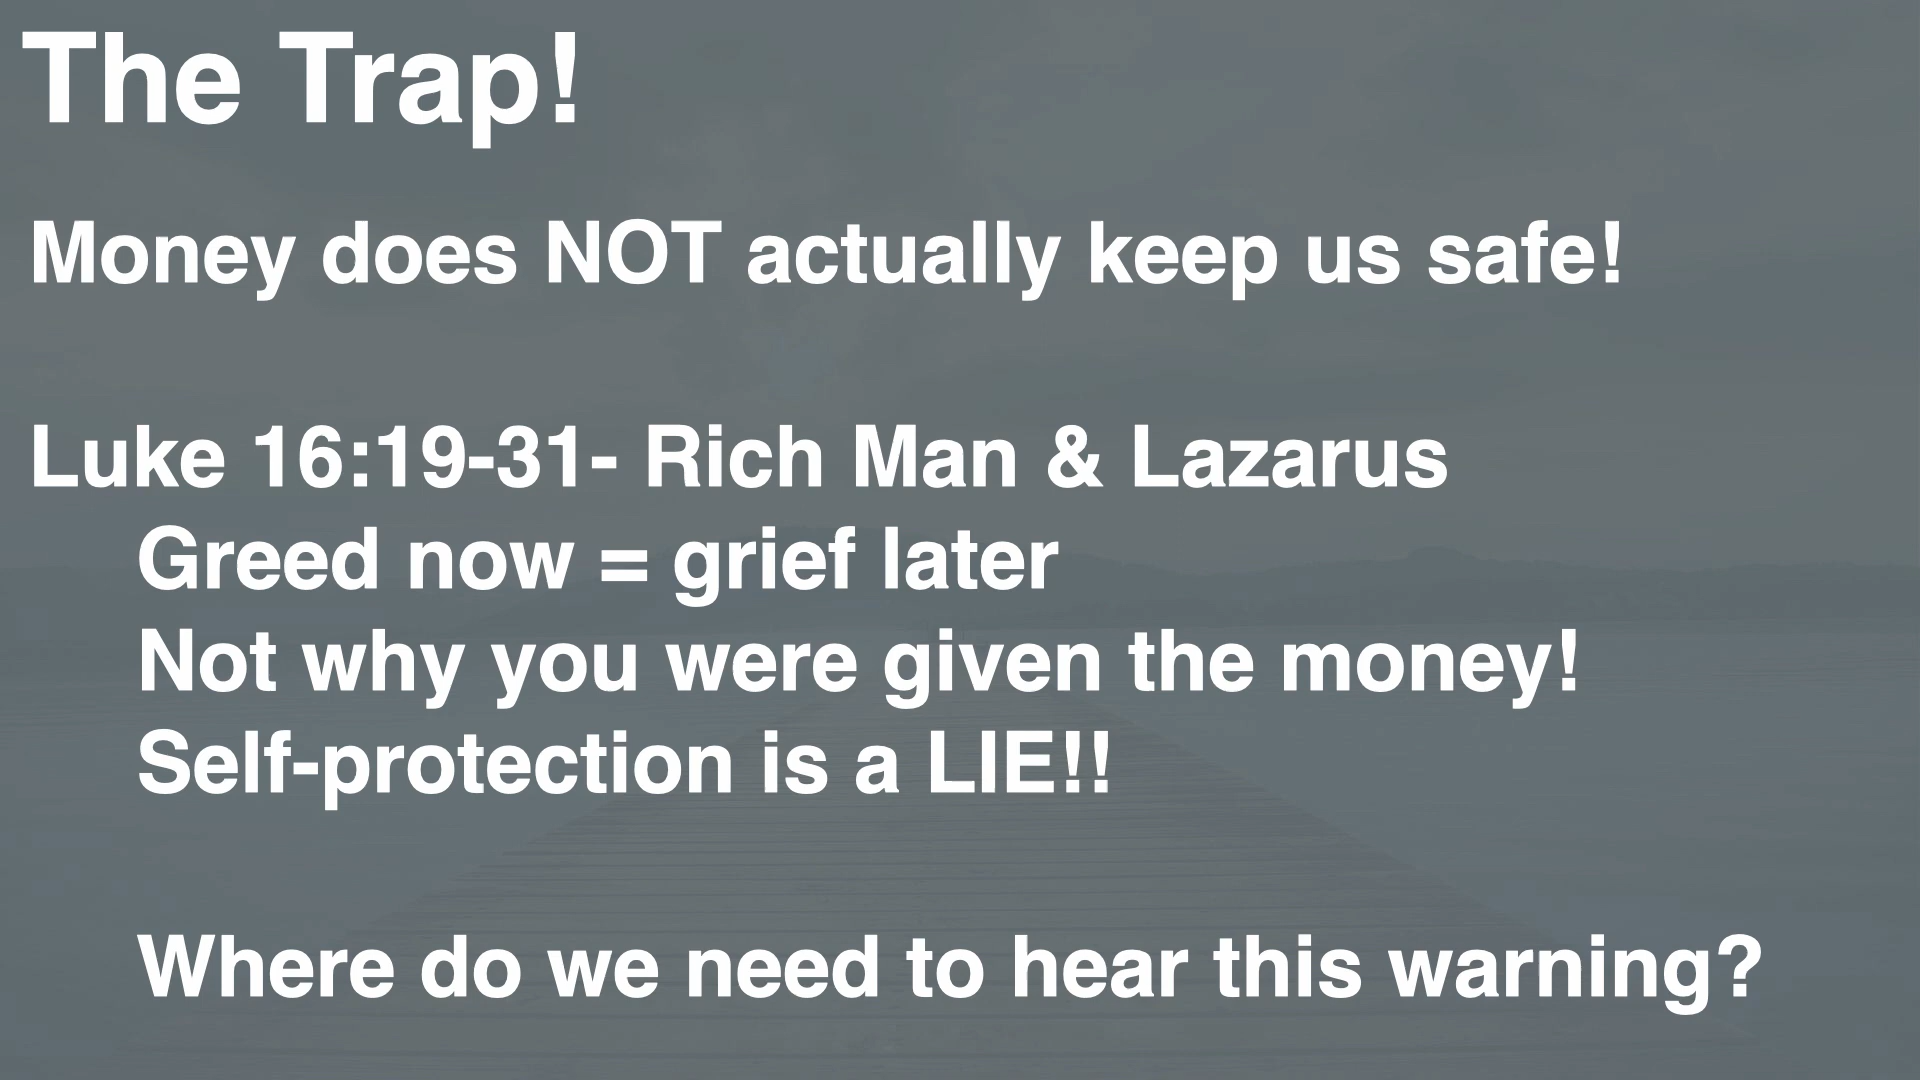 The Trap!
Money does NOT actually keep us safe!
Luke 16:19-31- Rich Man & Lazarus
Greed now = grief later
Not why you were given the money!
Self-protection is a LIE!!
Where do we need to hear this warning?